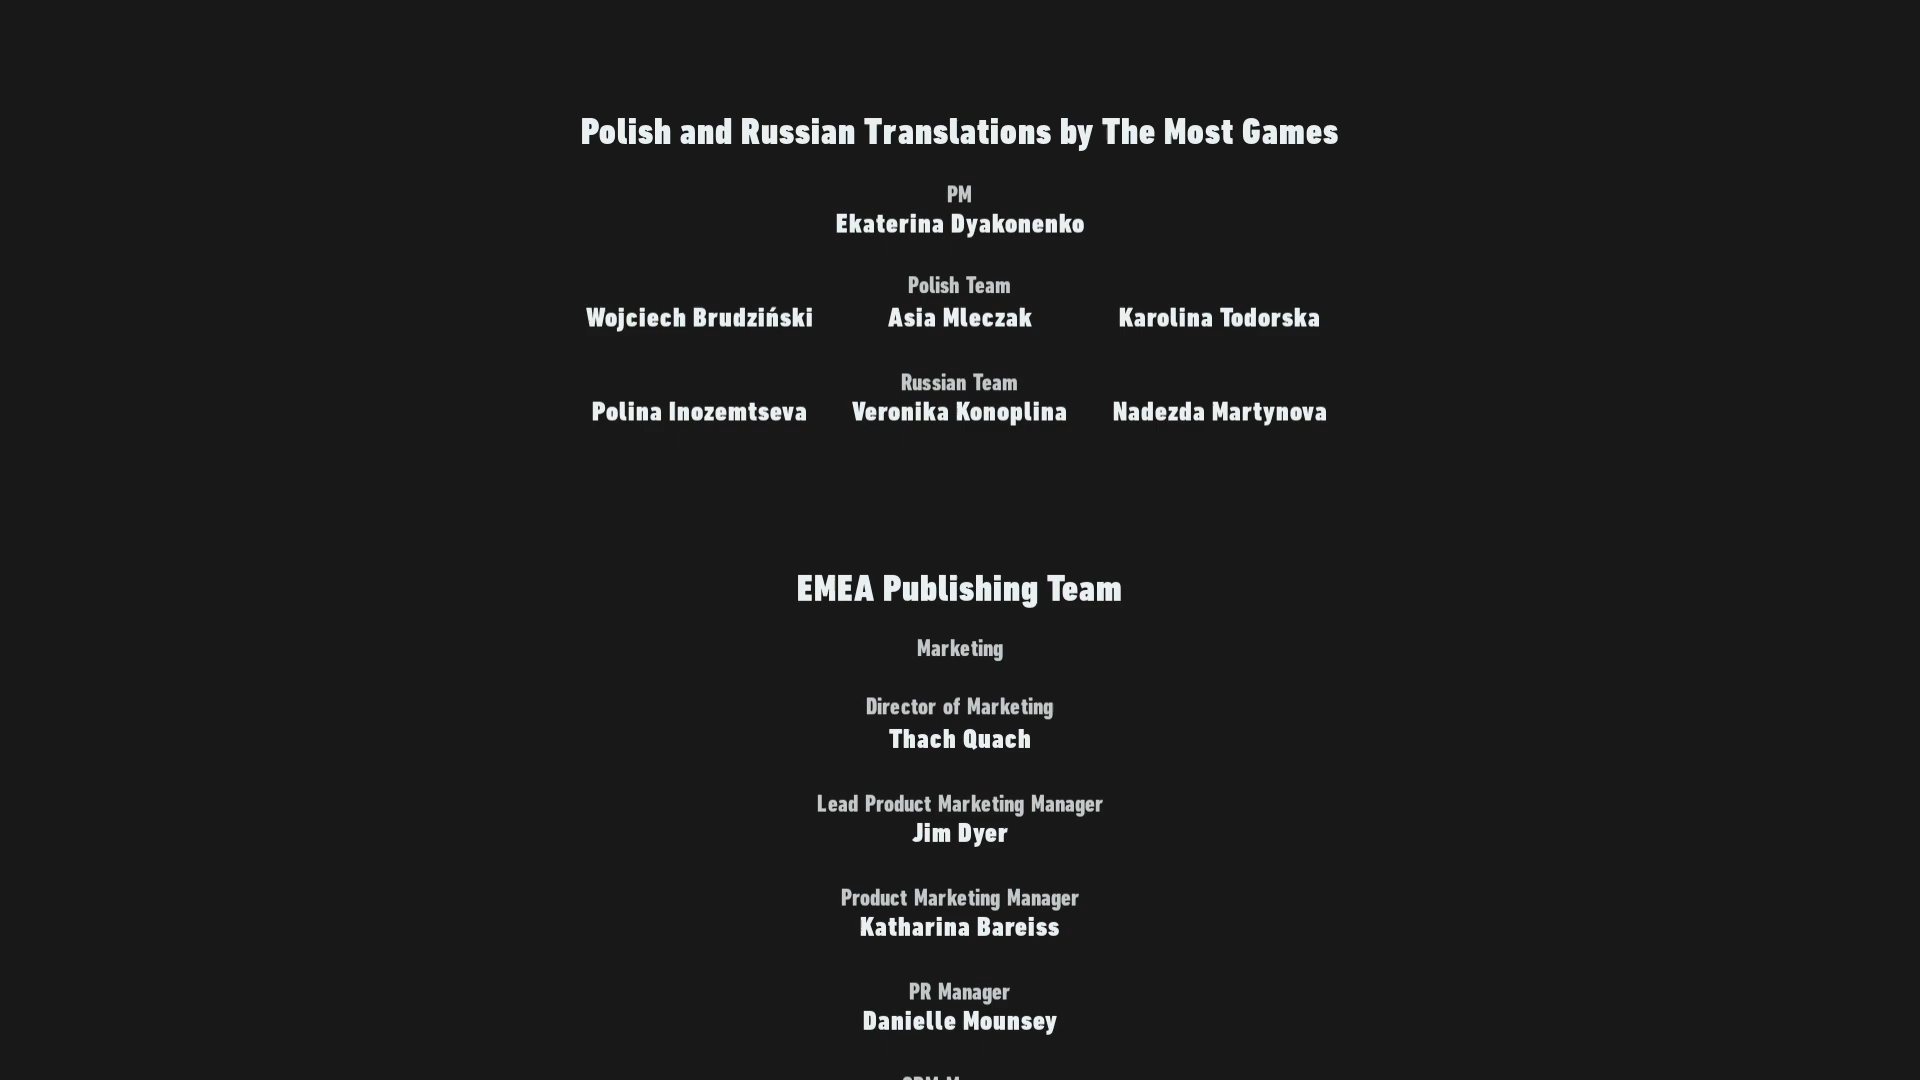 Polish and Russian Translations by The Most Games
PM
Ekaterina Dyakonenko
Polish Team
Wojciech Brudziński Asia Mleczak Karolina Todorska
Russian Team
Polina Inozemtseva Veronika Konoplina Nadezda Martynova
EMEA Publishing Team
Marketing
Director of Marketing
Thach Quach
Lead Product Marketing Manager
Jim Dyer
Product Marketing Manager
Katharina Bareiss
PR Manager
Danielle Mounsey